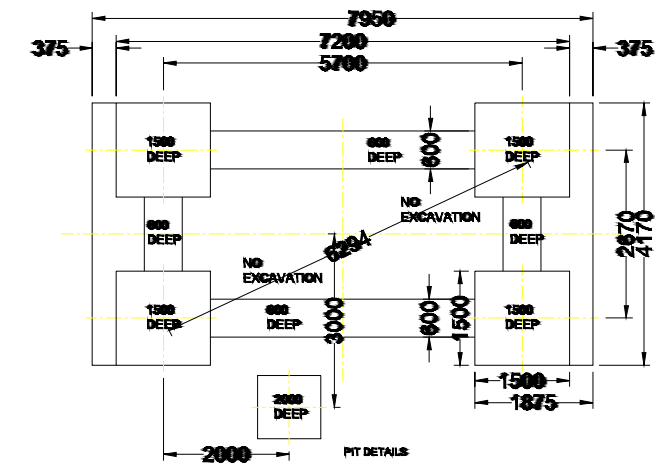 7950
375 7200 375
5700
1500
DEEP
600
DEEP
600
1500
DEEP
NO
EXCAVATION
600
DEEP
600
DEEP
2670
4170
6294
NO
EXCAVATION
1500
DEEP
600
DEEP
3000
600
1500
1500
DEEP
1500
1875
2000
DEEP
2000
PIT DETAILS